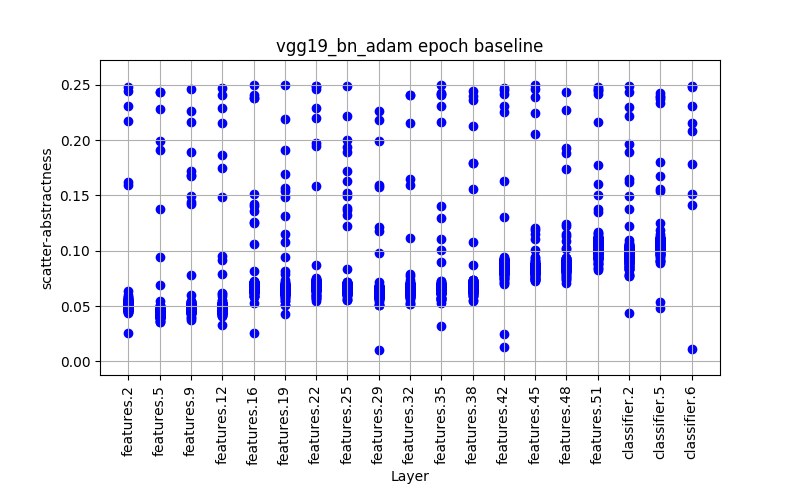 vgg19_bn_adam epoch baseline
scatter-abstractness
0.25
0.20
0.15
0.10
0.05
0.00
features.2
features.5
features.9
features.12
features.16
features.19
features.22
features.25
features.29
features.32
features.35
features.38
features.42
features.45
features.48
features.51
classifier.2
classifier.5
classifier.6
Layer